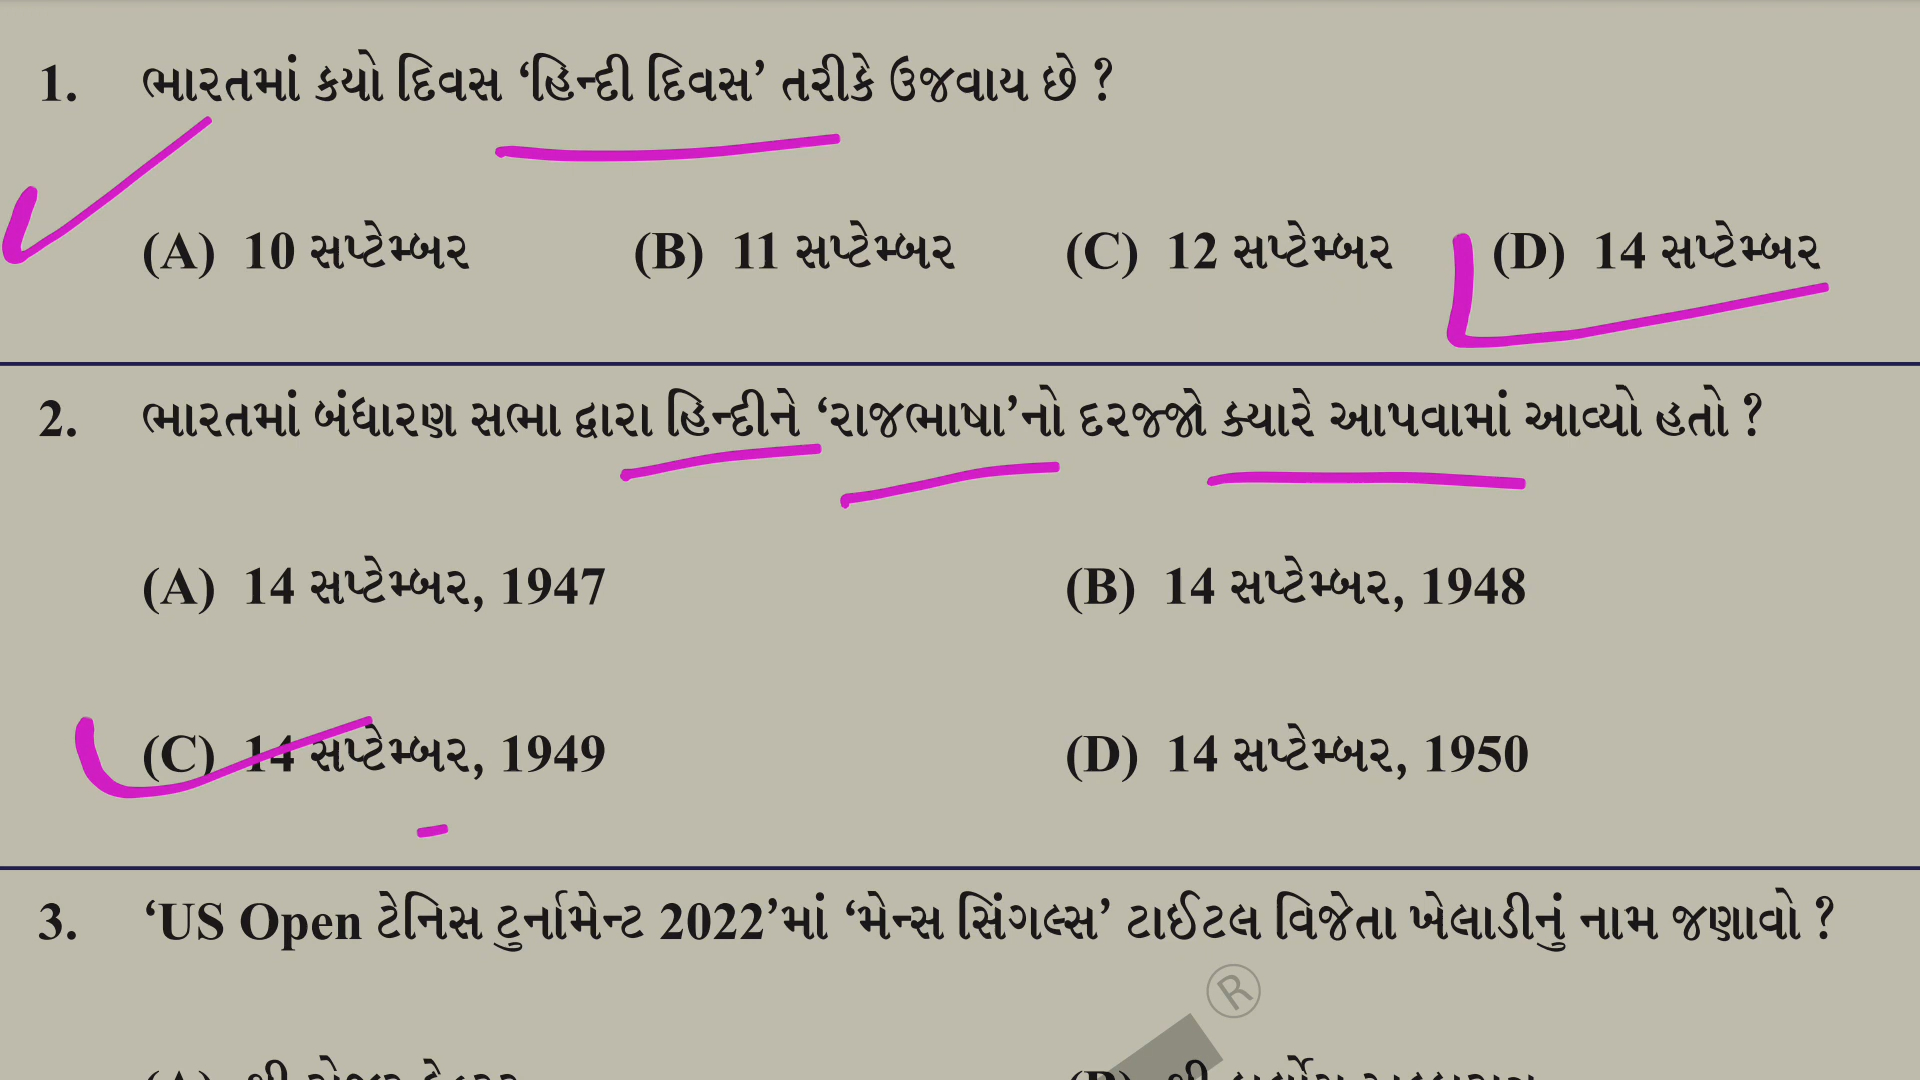 1. ભારતમાં કયો દિવસ ‘હિન્દી દિવસ’ તરીકે ઉજવાય છે ?
(A) 10 સપ્ટેમ્બર (B) 11 સપ્ટેમ્બર (C) 12 સપ્ટેમ્બર (D) 14 સપ્ટેમ્બર
2. ભારતમાં બંધારણ સભા દ્વારા હિન્દીને ‘રાજભાષા’નો દરજ્જો ક્યારે આપવામાં આવ્યો હતો ?
(A) 14 સપ્ટેમ્બર, 1947 (B) 14 સપ્ટેમ્બર, 1948
(C) 14 સપ્ટેમ્બર, 1949 (D) 14 સપ્ટેમ્બર, 1950
3. ‘US Open ટેનિસ ટુર્નામેન્ટ 2022’માં ‘મેન્સ સિંગલ્સ’ ટાઈટલ વિજેતા ખેલાડીનું નામ જણાવો ?
®